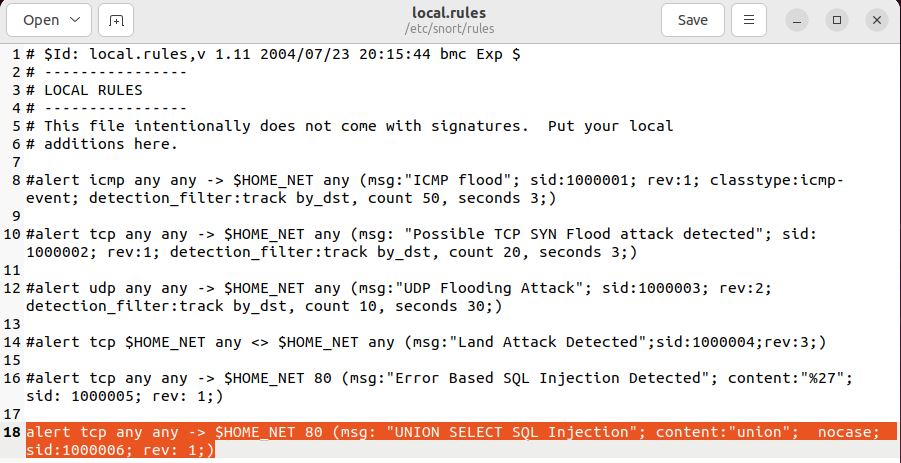 Open
local.rules
/etc/snort/rules
Save
1 # $Id: local.rules,v 1.11 2004/07/23 20:15:44 bmc Exp $
2 # ----------------
3 # LOCAL RULES
4 # ----------------
5 # This file intentionally does not come with signatures.  Put your local
6 # additions here.
7
8 #alert icmp any any -> $HOME_NET any (msg:"ICMP flood"; sid:1000001; rev:1; classtype:icmp-
event; detection_filter:track by_dst, count 50, seconds 3;)
9
10 #alert tcp any any -> $HOME_NET any (msg: "Possible TCP SYN Flood attack detected"; sid:
1000002; rev:1; detection_filter:track by_dst, count 20, seconds 3;)
11
12 #alert udp any any -> $HOME_NET any (msg:"UDP Flooding Attack"; sid:1000003; rev:2;
detection_filter:track by_dst, count 10, seconds 30;)
13
14 #alert tcp $HOME_NET any <> $HOME_NET any (msg:"Land Attack Detected";sid:1000004;rev:3;)
15
16 #alert tcp any any -> $HOME_NET 80 (msg:"Error Based SQL Injection Detected"; content:"%27";
sid: 1000005; rev: 1;)
17
18 alert tcp any any -> $HOME_NET 80 (msg: "UNION SELECT SQL Injection"; content:"union";  nocase;
sid:1000006; rev: 1;)